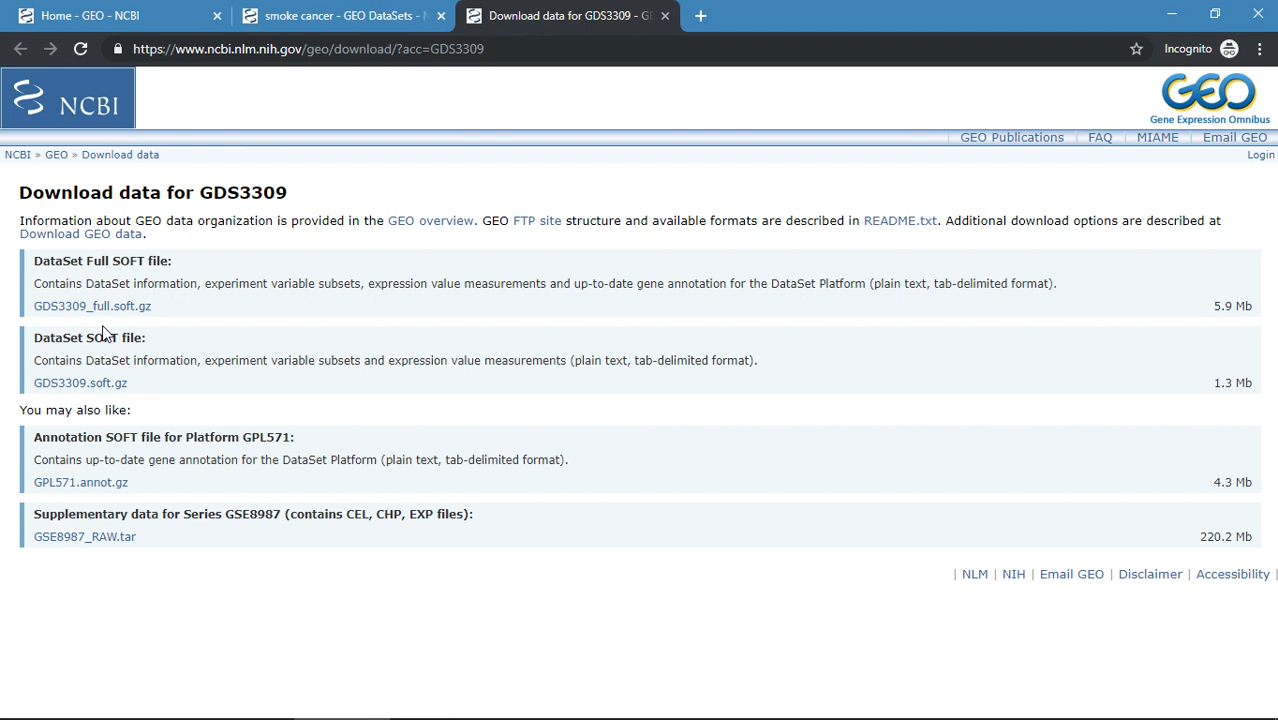 Home - GEO - NCBI
smoke cancer - GEO DataSets - N
Download data for GDS3309 - GE
https://www.ncbi.nlm.nih.gov/geo/download/?acc=GDS3309
Incognito
NCBI
GEO
Gene Expression Omnibus
GEO Publications | FAQ | MIAME | Email GEO
NCBI » GEO » Download data
Login
Download data for GDS3309
Information about GEO data organization is provided in the GEO overview. GEO FTP site structure and available formats are described in README.txt. Additional download options are described at
Download GEO data.
DataSet Full SOFT file:
Contains DataSet information, experiment variable subsets, expression value measurements and up-to-date gene annotation for the DataSet Platform (plain text, tab-delimited format).
GDS3309_full.soft.gz 5.9 Mb
DataSet SOFT file:
Contains DataSet information, experiment variable subsets and expression value measurements (plain text, tab-delimited format).
GDS3309.soft.gz 1.3 Mb
You may also like:
Annotation SOFT file for Platform GPL571:
Contains up-to-date gene annotation for the DataSet Platform (plain text, tab-delimited format).
GPL571.annot.gz 4.3 Mb
Supplementary data for Series GSE8987 (contains CEL, CHP, EXP files):
GSE8987_RAW.tar 220.2 Mb
| NLM | NIH | Email GEO | Disclaimer | Accessibility |